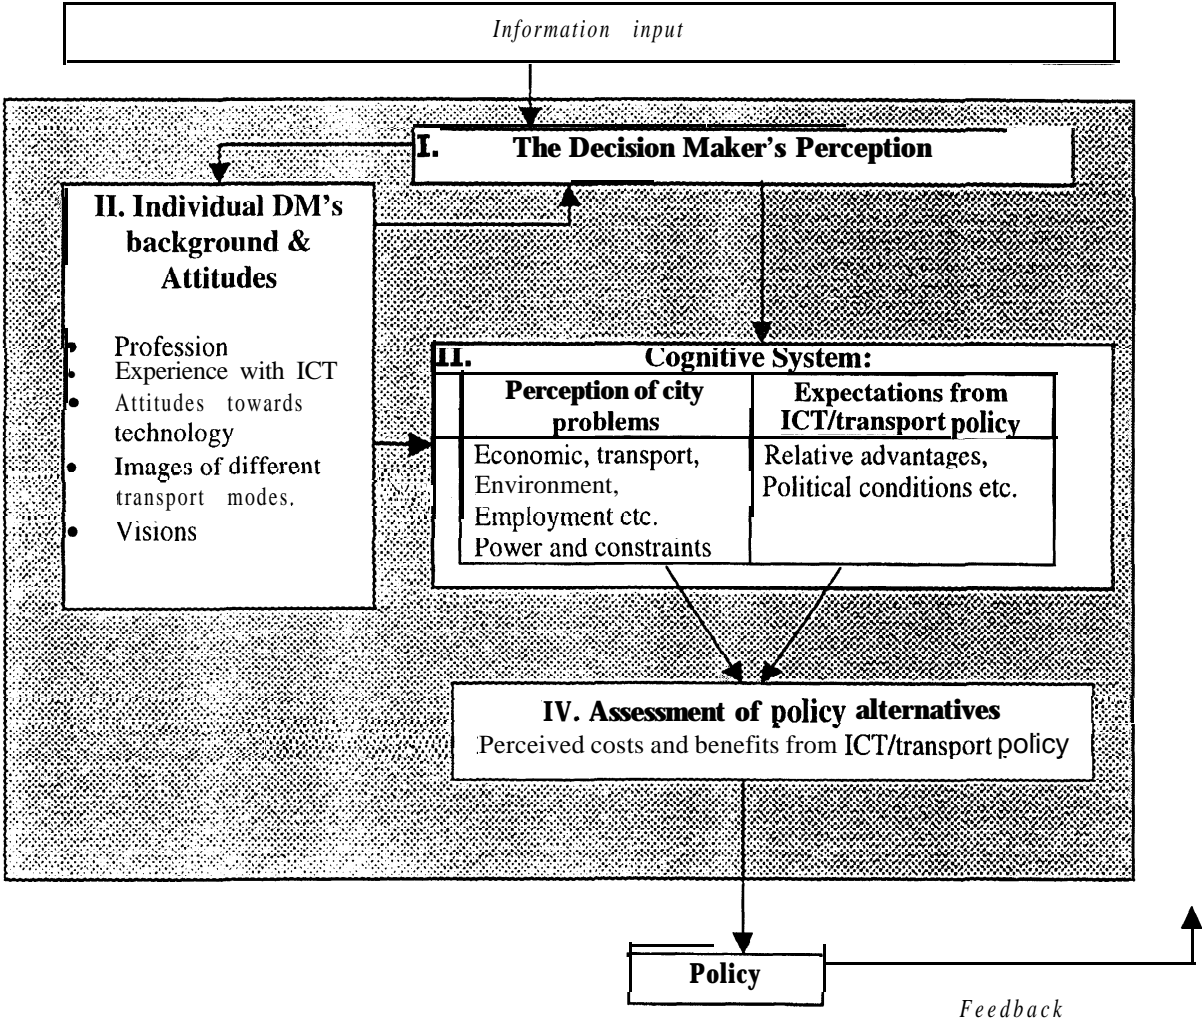 Information input
I. The Decision Maker's Perception
II. Individual DM's
background &
Attitudes
• Profession
• Experience with ICT
• Attitudes towards
technology
• Images of different
transport modes.
• Visions
II. Cognitive System:
Perception of city
problems
Economic, transport,
Environment,
Employment etc.
Power and constraints
Expectations from
ICT/transport policy
Relative advantages,
Political conditions etc.
IV. Assessment of policy alternatives
Perceived costs and benefits from ICT/transport policy
Policy
Feedback